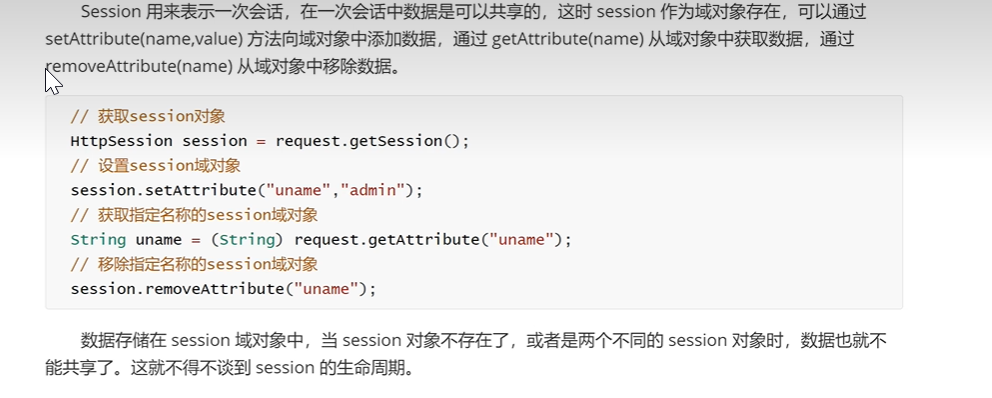 Session 用来表示一次会话，在一次会话中数据是可以共享的，这时 session 作为域对象存在，可以通过
setAttribute(name,value) 方法向域对象中添加数据，通过 getAttribute(name) 从域对象中获取数据，通过
removeAttribute(name) 从域对象中移除数据。
// 获取session对象
HttpSession session = request.getSession();
// 设置session域对象
session.setAttribute("uname","admin");
// 获取指定名称的session域对象
String uname = (String) request.getAttribute("uname");
// 移除指定名称的session域对象
session.removeAttribute("uname");
数据存储在 session 域对象中，当 session 对象不存在了，或者是两个不同的 session 对象时，数据也就不
能共享了。这就不得不谈到 session 的生命周期。